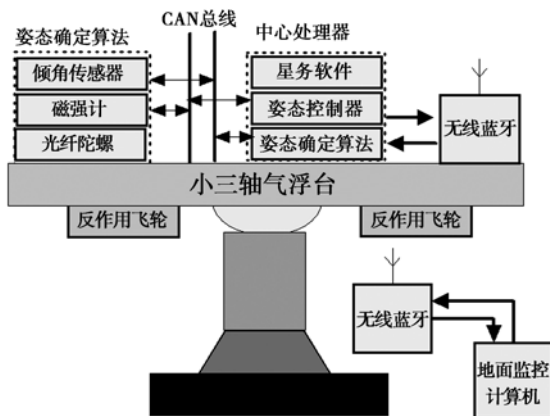 CAN总线
姿态确定算法
中心处理器
倾角传感器
星务软件
磁强计
姿态控制器
光纤陀螺
姿态确定算法
无线蓝牙
小三轴气浮台
反作用飞轮
反作用飞轮
无线蓝牙
地面监控
计算机